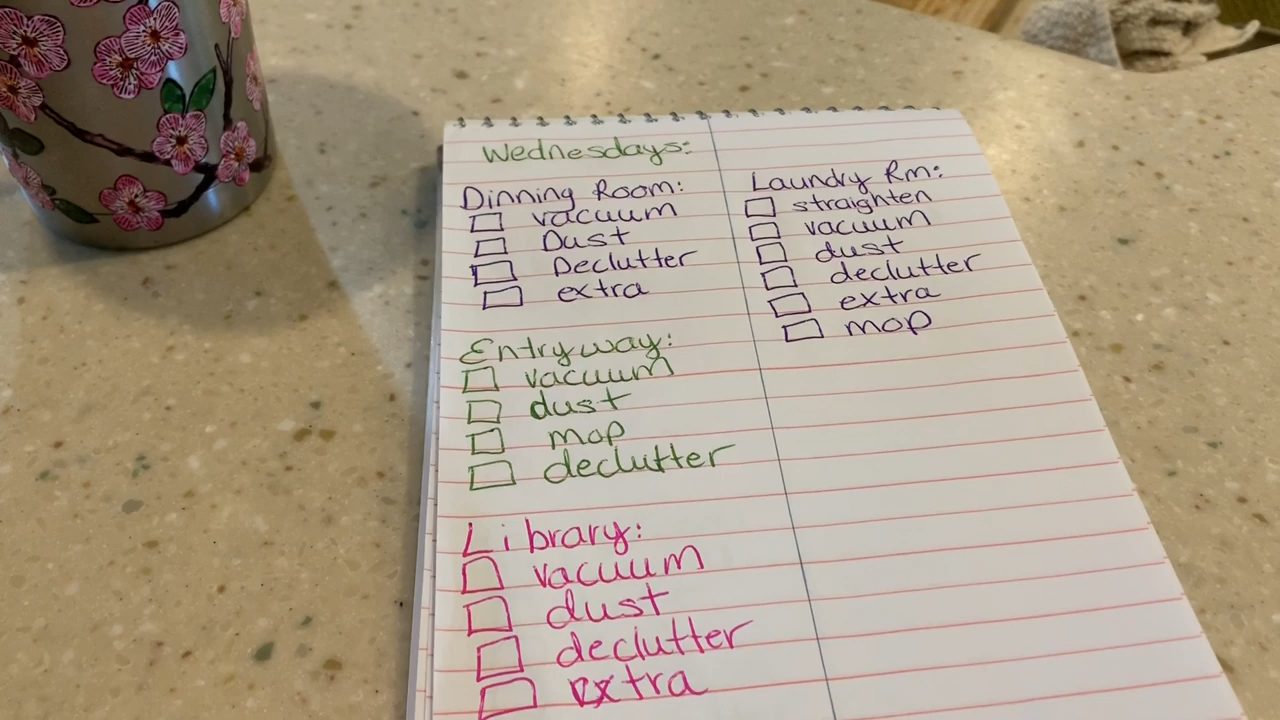 Wednesdays:
Dinning Room:
vacuum
Dust
Declutter
extra
Entryway:
vacuum
dust
mop
declutter
Library:
vacuum
dust
declutter
extra
Laundry Rm:
straighten
vacuum
dust
declutter
extra
mop